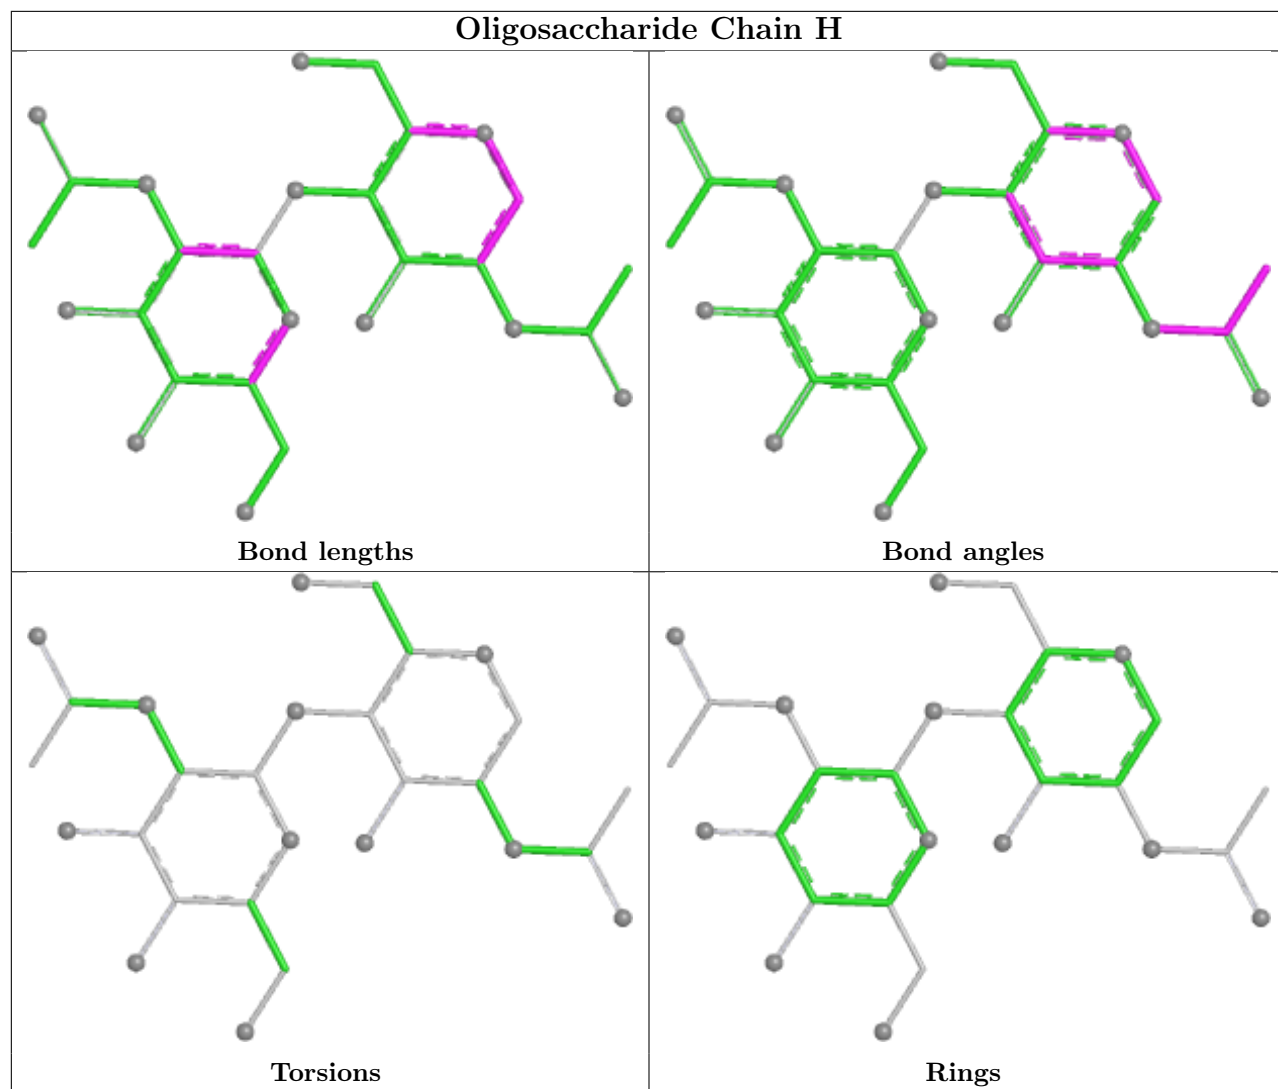 Oligosaccharide Chain H
Bond lengths
Bond angles
Torsions
Rings